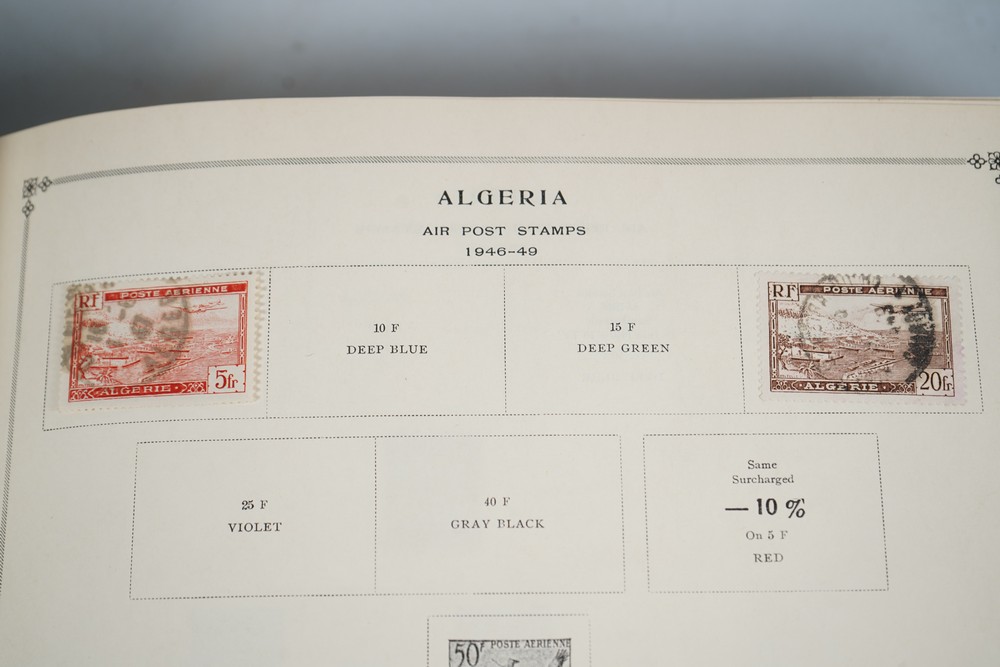 ALGERIA
AIR POST STAMPS
1946-49
RF POSTE AERIENNE
5fr
ALGERIE
10 F
DEEP BLUE
15 F
DEEP GREEN
RF POSTE AERIENNE
ALGERIE
20fr
25 F
VIOLET
40 F
GRAY BLACK
Same
Surcharged
— 10 %
On 5 F
RED
50F POSTE AERIENNE